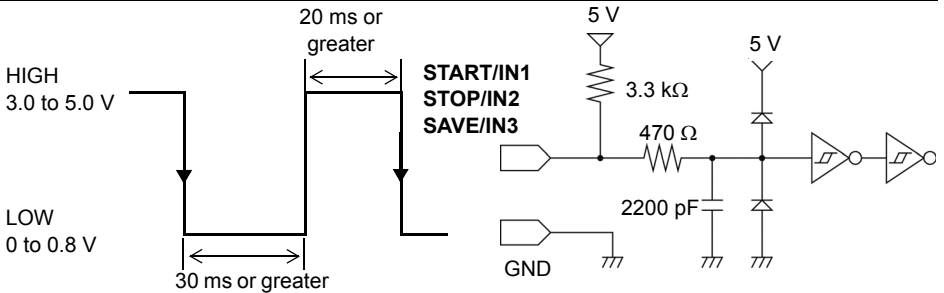 20 ms or
greater
HIGH
3.0 to 5.0 V
LOW
0 to 0.8 V
30 ms or greater
START/IN1
STOP/IN2
SAVE/IN3
5 V
3.3 kΩ
470 Ω
2200 pF
5 V
GND